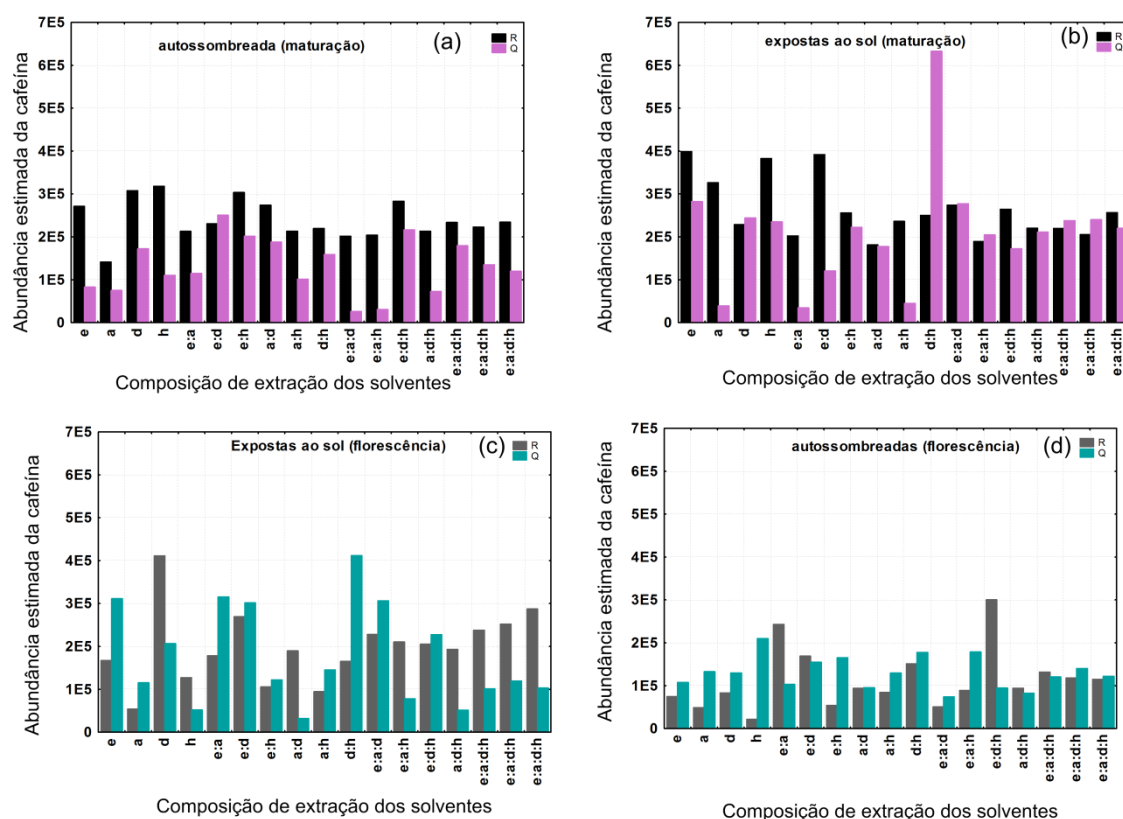 autossombreada (maturação)
(a)
R
Q
Abundância estimada da cafeína
7E5
6E5
5E5
4E5
3E5
2E5
1E5
0
e a d h e:a e:d e:h a:d a:h d:h e:a:d e:a:h e:d:h a:d:h e:a:d:h e:a:d:h e:a:d:h
Composição de extração dos solventes
expostas ao sol (maturação)
(b)
R
Q
Abundância estimada da cafeína
7E5
6E5
5E5
4E5
3E5
2E5
1E5
0
e a d h e:a e:d e:h a:d a:h d:h e:a:d e:a:h e:d:h a:d:h e:a:d:h e:a:d:h e:a:d:h
Composição de extração dos solventes
Expostas ao sol (florescência)
(c)
R
Q
Abundância estimada da cafeína
7E5
6E5
5E5
4E5
3E5
2E5
1E5
0
e a d h e:a e:d e:h a:d a:h d:h e:a:d e:a:h e:d:h a:d:h e:a:d:h e:a:d:h e:a:d:h
Composição de extração dos solventes
autossombreadas (florescência)
(d)
R
Q
Abundância estimada da cafeína
7E5
6E5
5E5
4E5
3E5
2E5
1E5
0
e a d h e:a e:d e:h a:d a:h d:h e:a:d e:a:h e:d:h a:d:h e:a:d:h e:a:d:h e:a:d:h
Composição de extração dos solventes